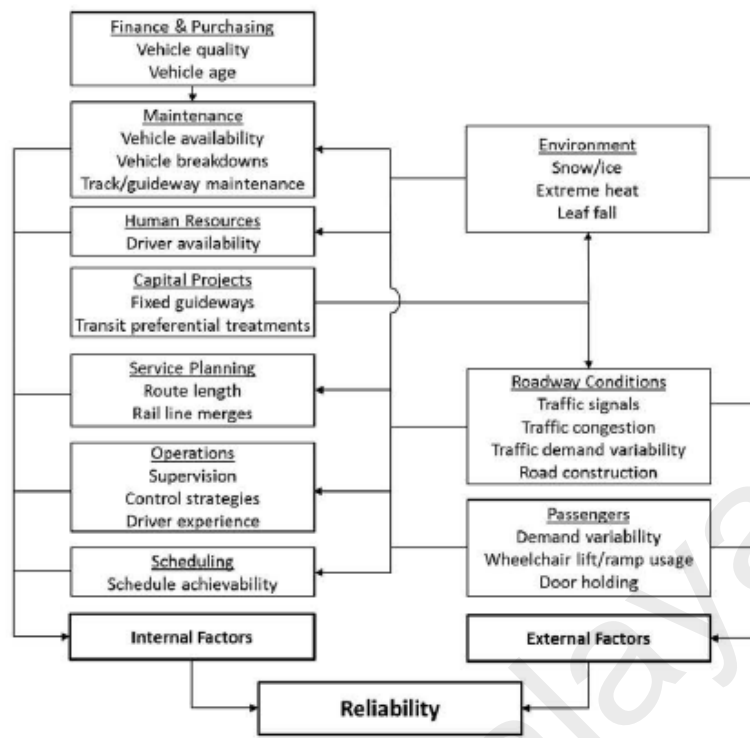 Finance & Purchasing
Vehicle quality
Vehicle age
Maintenance
Vehicle availability
Vehicle breakdowns
Track/guideway maintenance
Human Resources
Driver availability
Capital Projects
Fixed guideways
Transit preferential treatments
Service Planning
Route length
Rail line merges
Operations
Supervision
Control strategies
Driver experience
Scheduling
Schedule achievability
Internal Factors
Environment
Snow/ice
Extreme heat
Leaf fall
Roadway Conditions
Traffic signals
Traffic congestion
Traffic demand variability
Road construction
Passengers
Demand variability
Wheelchair lift/ramp usage
Door holding
External Factors
Reliability